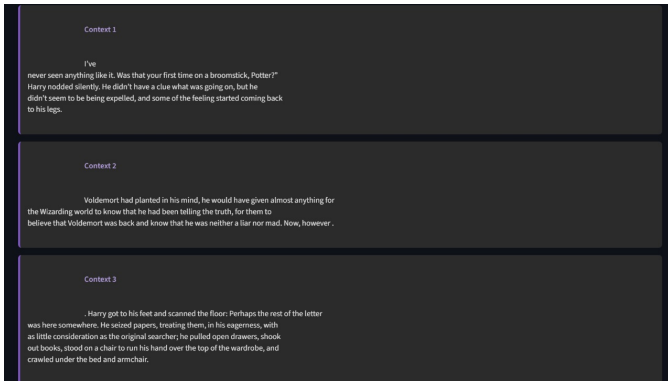 Context 1
I've
never seen anything like it. Was that your first time on a broomstick, Potter?"
Harry nodded silently. He didn't have a clue what was going on, but he
didn't seem to be being expelled, and some of the feeling started coming back
to his legs.
Context 2
Voldemort had planted in his mind, he would have given almost anything for
the Wizarding world to know that he had been telling the truth, for them to
believe that Voldemort was back and know that he was neither a liar nor mad. Now, however .
Context 3
. Harry got to his feet and scanned the floor: Perhaps the rest of the letter
was here somewhere. He seized papers, treating them, in his eagerness, with
as little consideration as the original searcher; he pulled open drawers, shook
out books, stood on a chair to run his hand over the top of the wardrobe, and
crawled under the bed and armchair.